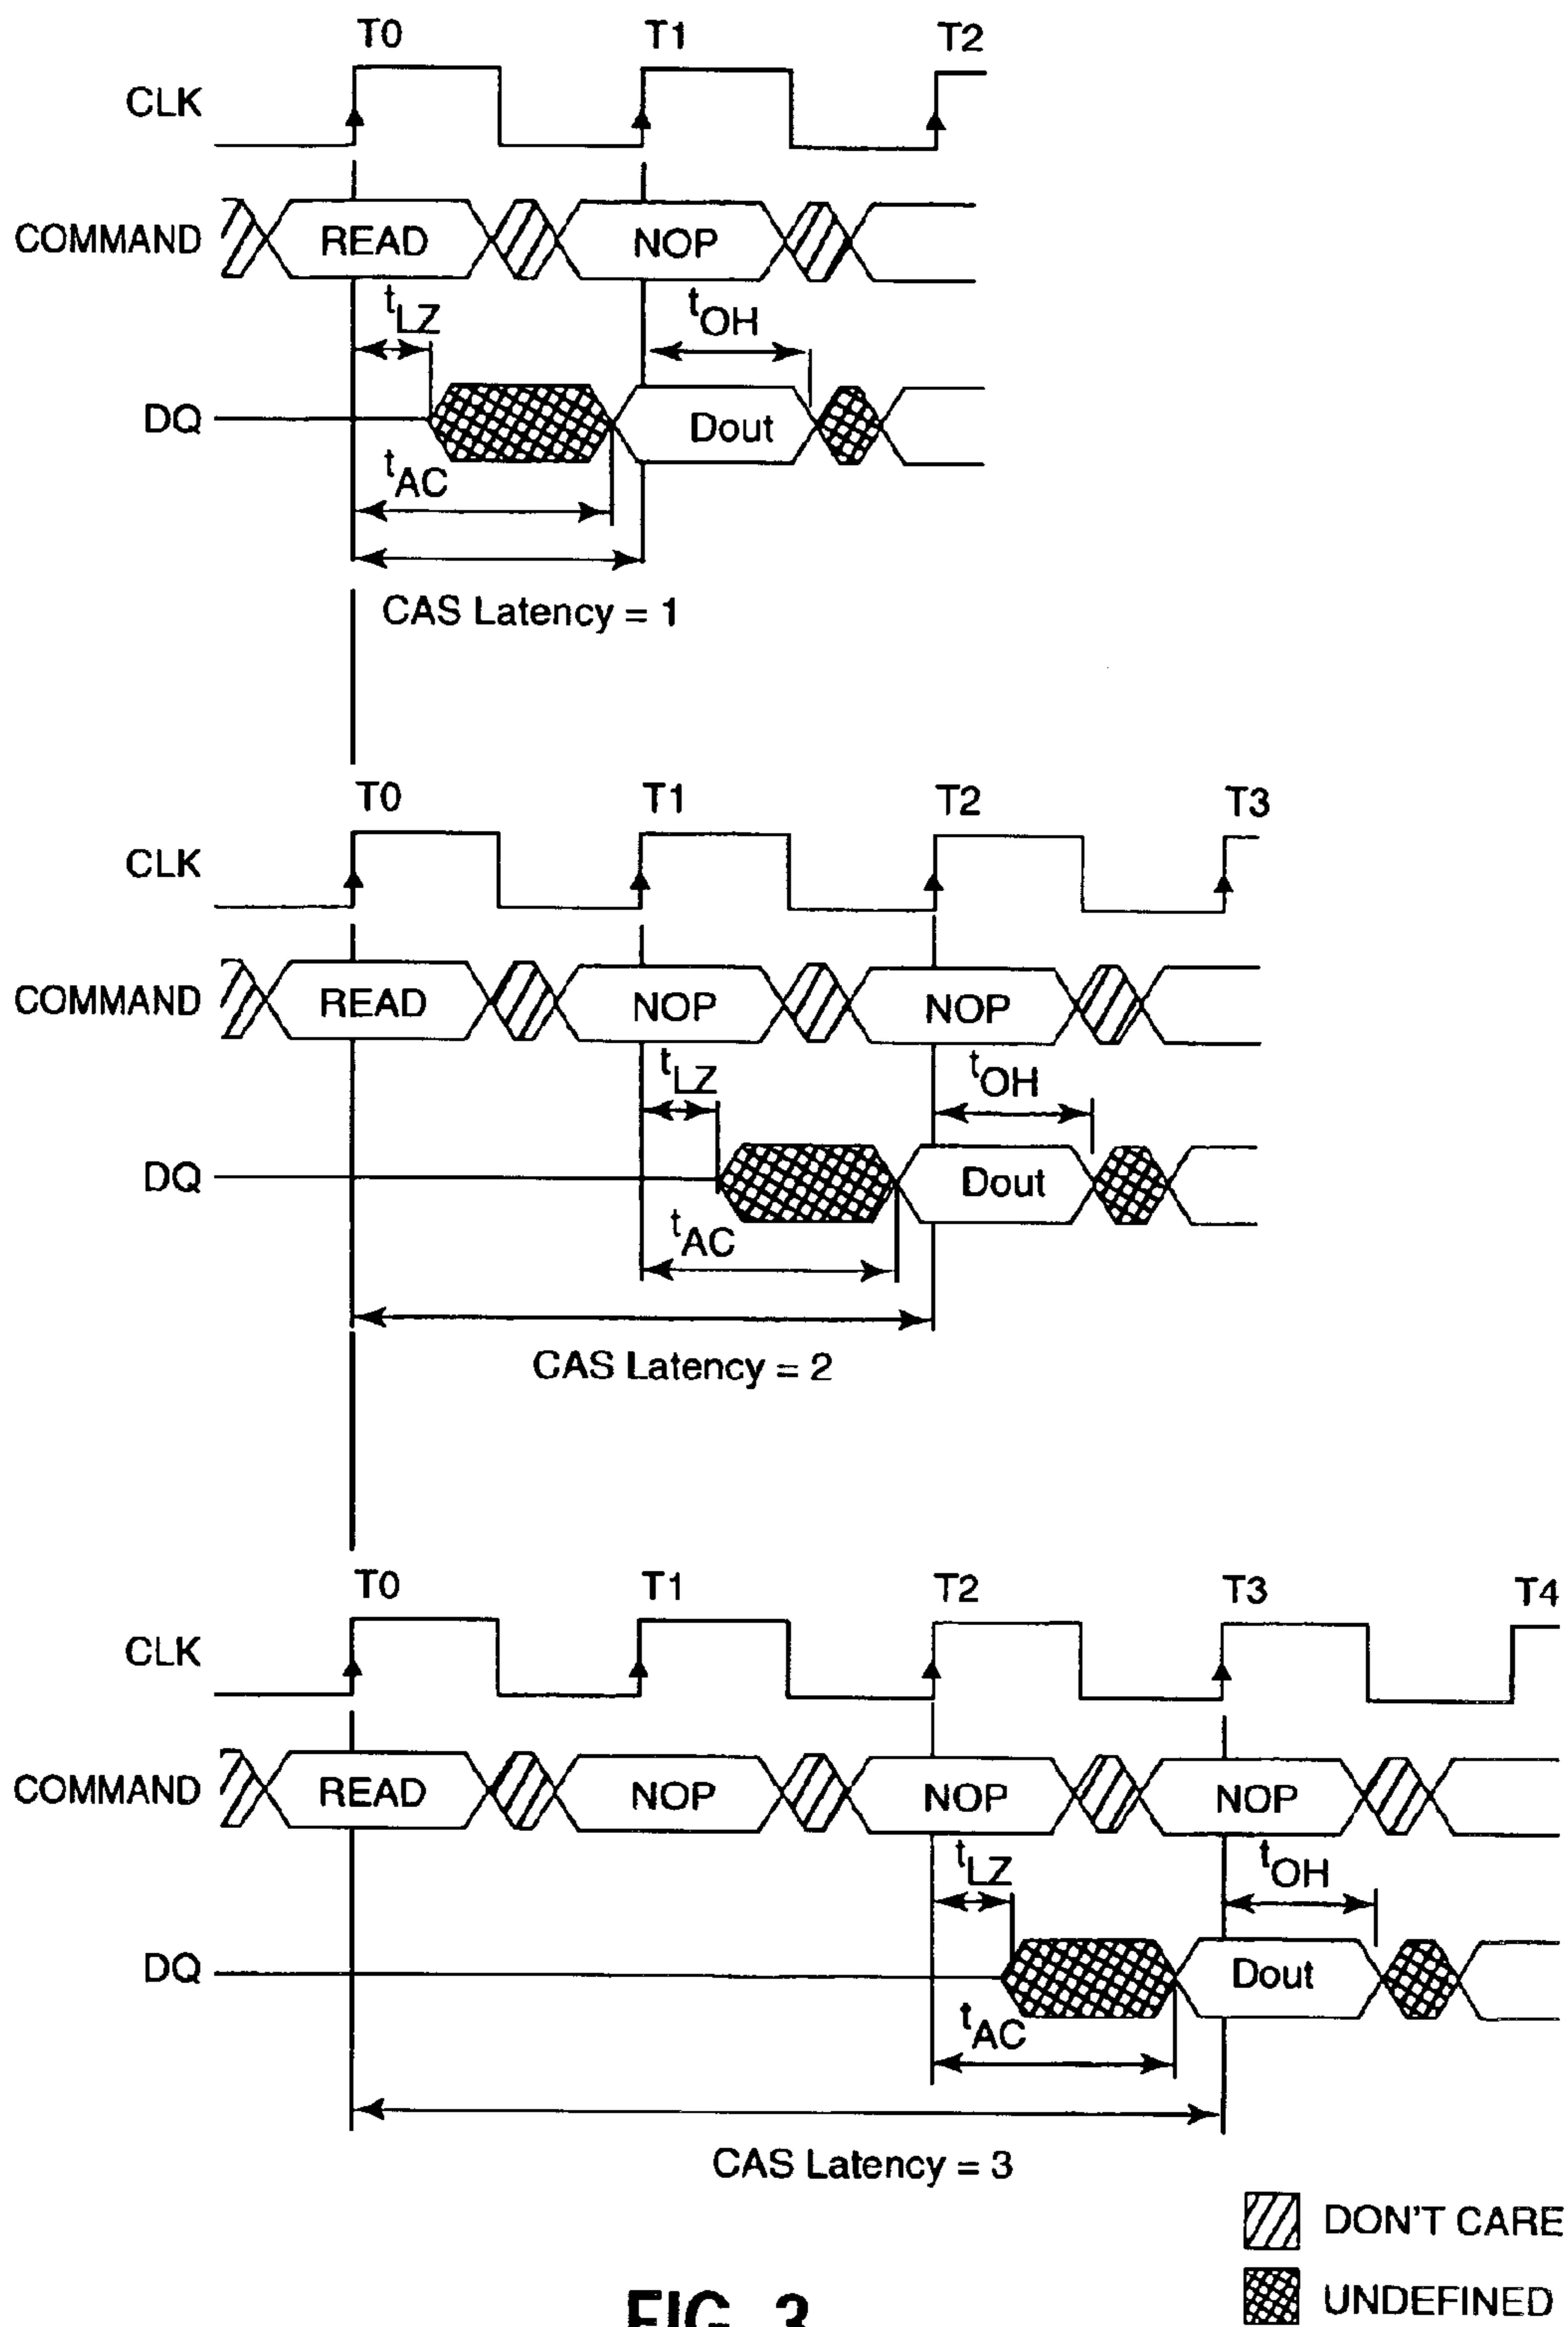 T0 T1 T2
CLK
COMMAND READ NOP
tLZ tOH
DQ Dout
tAC
CAS Latency = 1
T0 T1 T2 T3
CLK
COMMAND READ NOP NOP
tLZ tOH
DQ Dout
tAC
CAS Latency = 2
T0 T1 T2 T3 T4
CLK
COMMAND READ NOP NOP NOP
tLZ tOH
DQ Dout
tAC
CAS Latency = 3
DON'T CARE
UNDEFINED
FIG. 3